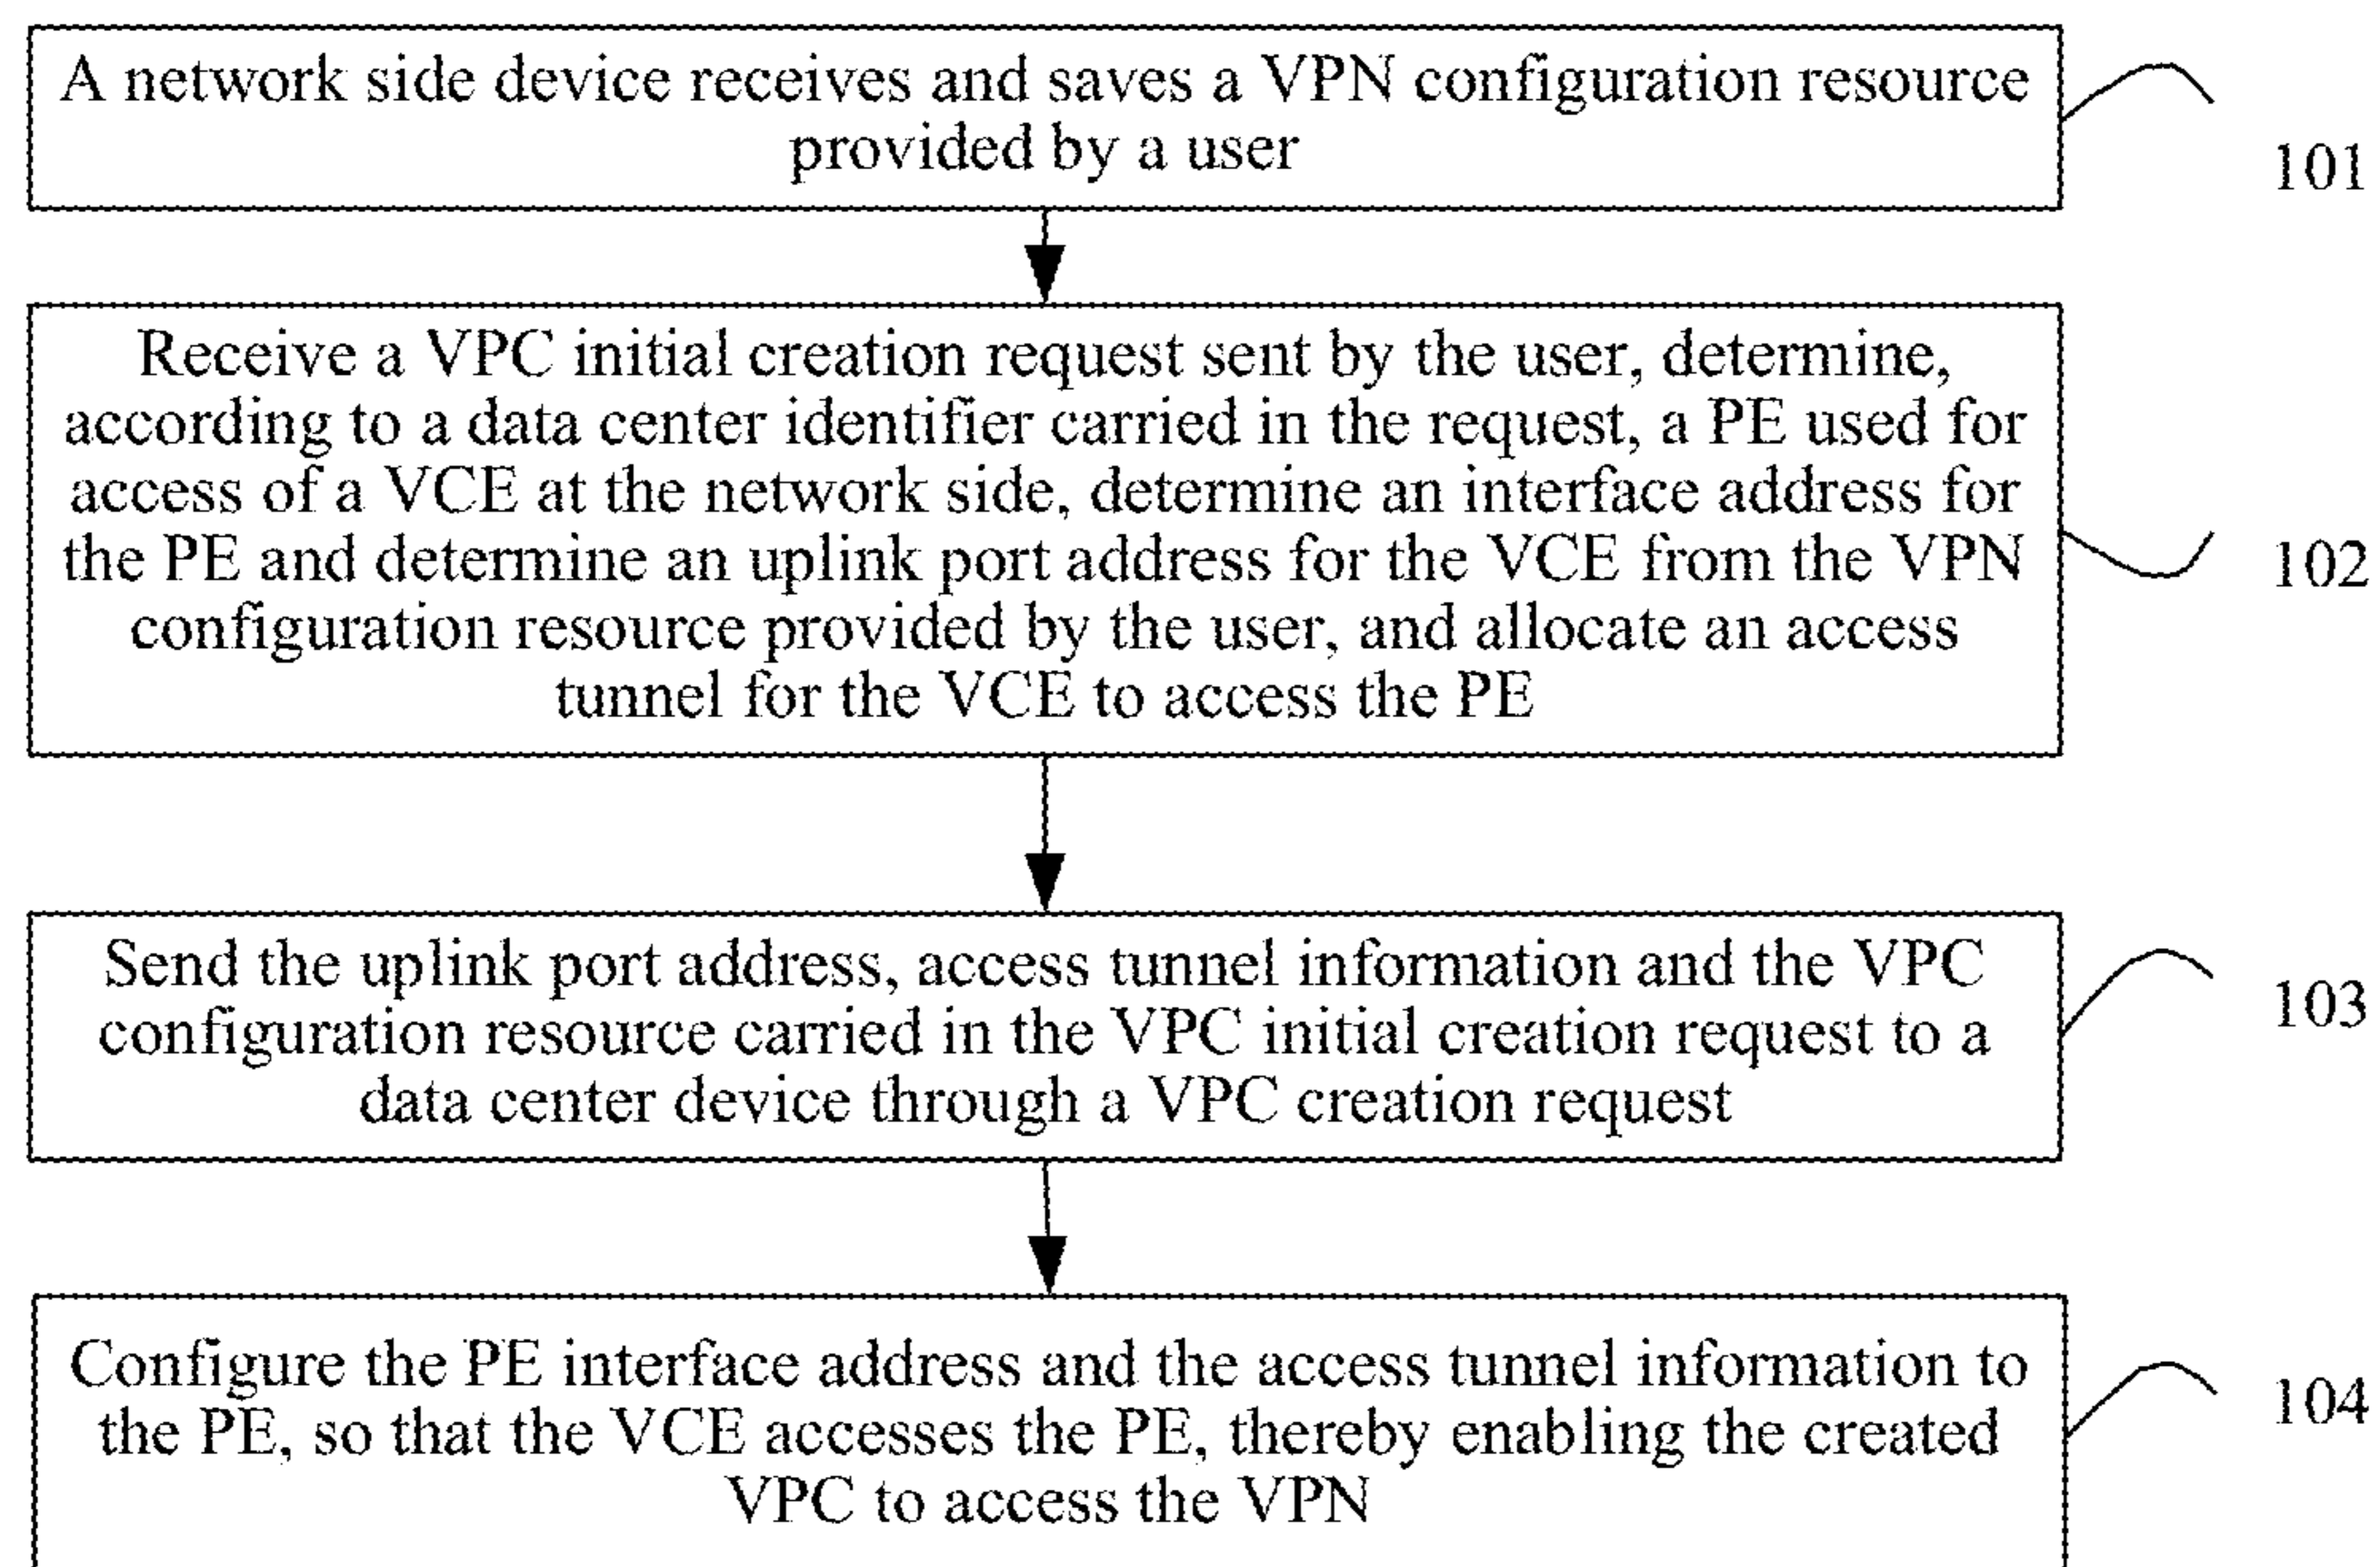 A network side device receives and saves a VPN configuration resource
provided by a user
101
Receive a VPC initial creation request sent by the user, determine,
according to a data center identifier carried in the request, a PE used for
access of a VCE at the network side, determine an interface address for
the PE and determine an uplink port address for the VCE from the VPN
configuration resource provided by the user, and allocate an access
tunnel for the VCE to access the PE
102
Send the uplink port address, access tunnel information and the VPC
configuration resource carried in the VPC initial creation request to a
data center device through a VPC creation request
103
Configure the PE interface address and the access tunnel information to
the PE, so that the VCE accesses the PE, thereby enabling the created
VPC to access the VPN
104